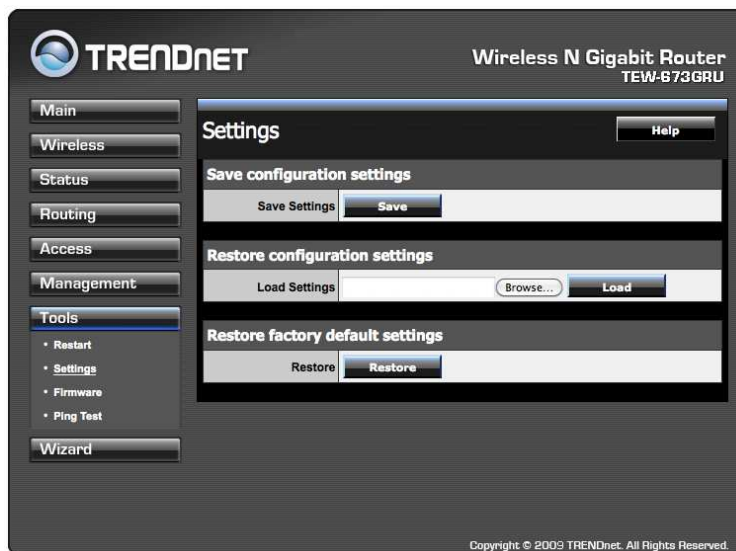 TRENDNET
Wireless N Gigabit Router
TEW-673GRU
Main
Wireless
Status
Routing
Access
Management
Tools
• Restart
• Settings
• Firmware
• Ping Test
Wizard
Settings
Help
Save configuration settings
Save Settings Save
Restore configuration settings
Load Settings Browse... Load
Restore factory default settings
Restore Restore
Copyright © 2009 TRENDnet. All Rights Reserved.